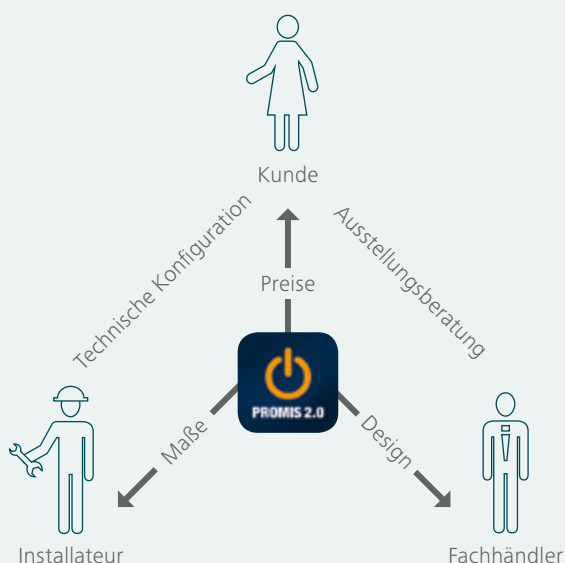 Kunde
Technische Konfiguration
Ausstellungsberatung
Preise
PROMIS 2.0
Maße
Design
Installateur
Fachhändler